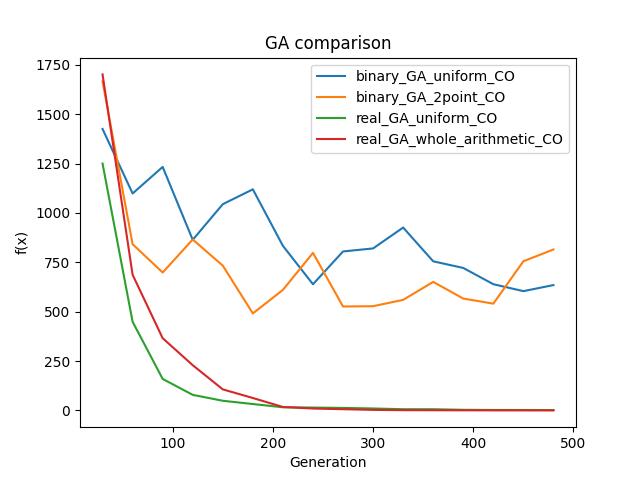 GA comparison
binary_GA_uniform_CO
binary_GA_2point_CO
real_GA_uniform_CO
real_GA_whole_arithmetic_CO
f(x)
1750
1500
1250
1000
750
500
250
0
100 200 300 400 500
Generation